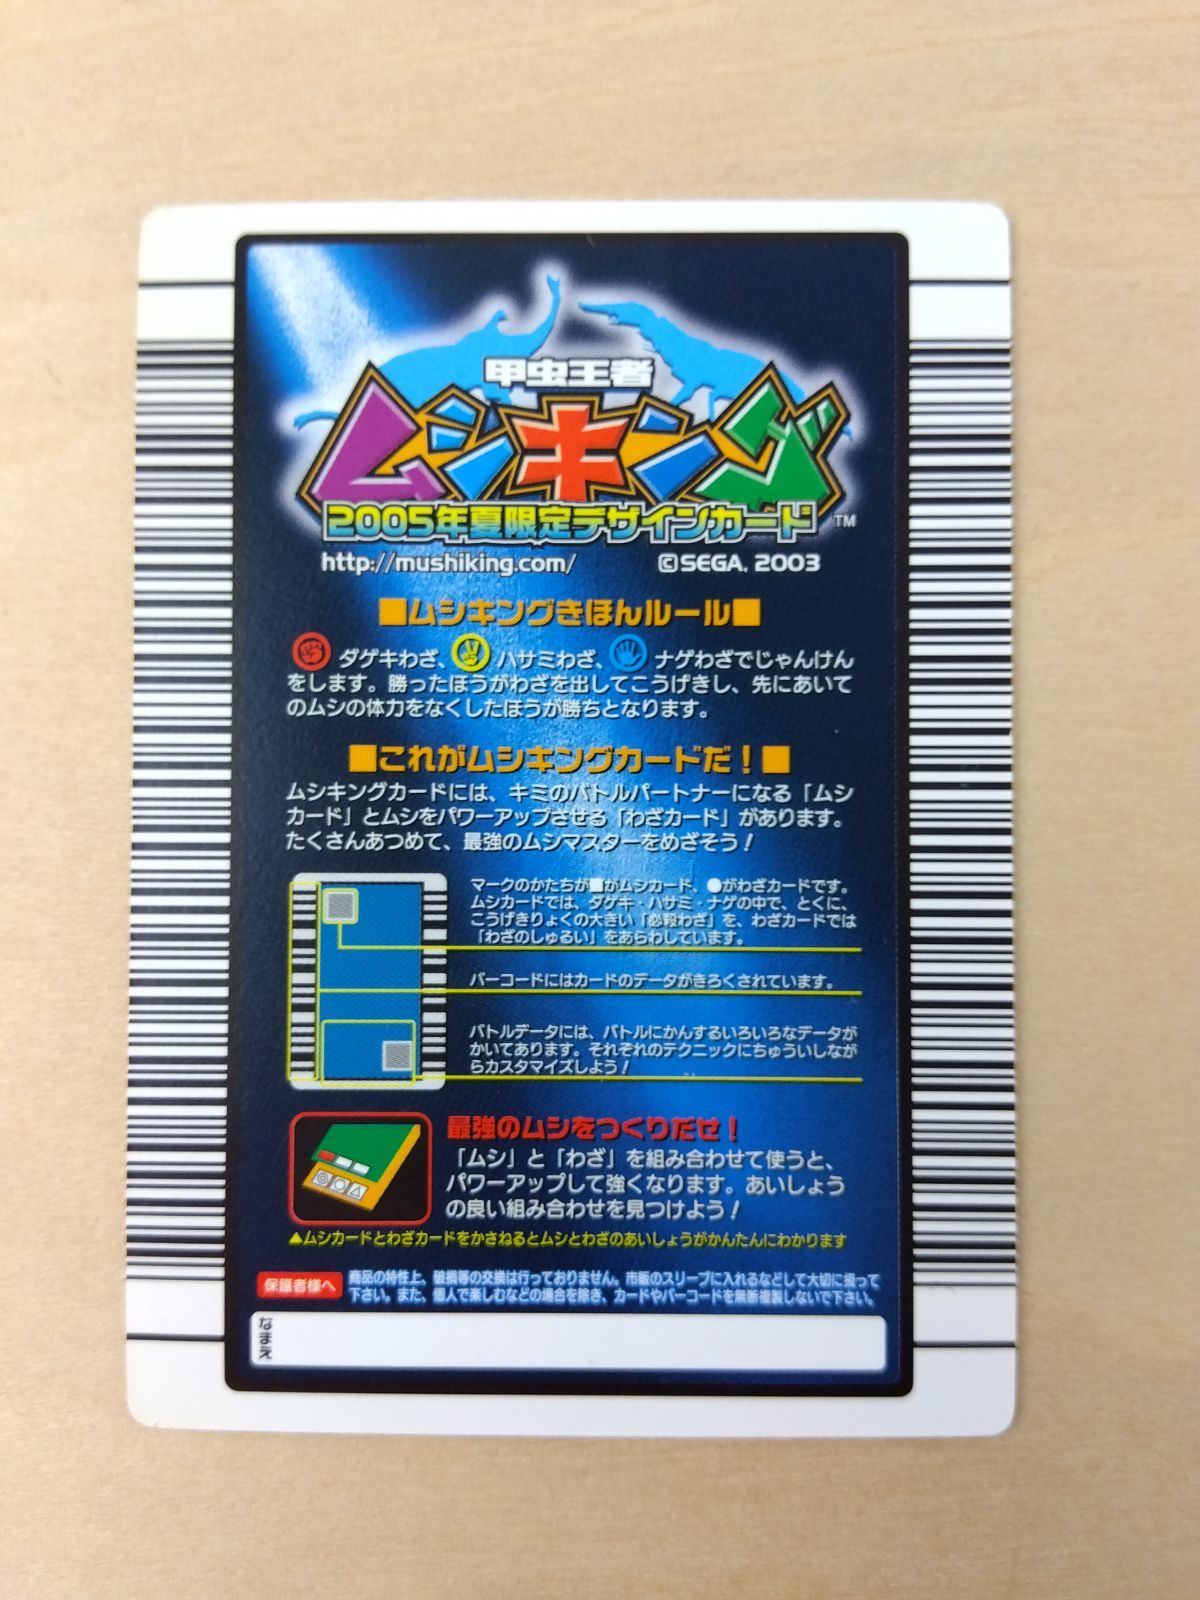 甲虫王者
ムシキング
2005年夏限定デザインカード ™
http://mushiking.com/ ©SEGA, 2003
■ムシキングきほんルール■
ダゲキわざ、 ハサミわざ、 ナゲわざでじゃんけん
をします。勝ったほうがわざを出してこうげきし、先にあいて
のムシの体力をなくしたほうが勝ちとなります。
■これがムシキングカードだ！■
ムシキングカードには、キミのバトルパートナーになる「ムシ
カード」とムシをパワーアップさせる「わざカード」があります。
たくさんあつめて、最強のムシマスターをめざそう！
マークのかたちが■がムシカード、●がわざカードです。
ムシカードでは、ダゲキ・ハサミ・ナゲの中で、とくに、
こうげきりょくの大きい「必殺わざ」を、わざカードでは
「わざのしゅるい」をあらわしています。
バーコードにはカードのデータがきろくされています。
バトルデータには、バトルにかんするいろいろなデータが
かいてあります。それぞれのテクニックにちゅういしなが
らカスタマイズしよう！
最強のムシをつくりだせ！
「ムシ」と「わざ」を組み合わせて使うと、
パワーアップして強くなります。あいしょう
の良い組み合わせを見つけよう！
▲ムシカードとわざカードをかさねるとムシとわざのあいしょうがかんたんにわかります
保護者様へ 商品の特性上、破損等の交換は行っておりません。市販のスリーブに入れるなどして大切に扱って
下さい。また、個人で楽しむなどの場合を除き、カードやバーコードを無断複製しないで下さい。
なまえ